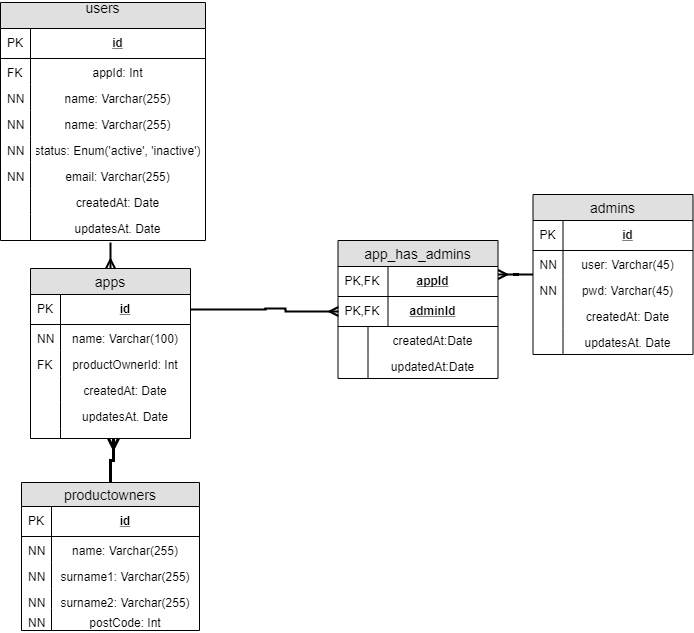 users
PK id
FK appId: Int
NN name: Varchar(255)
NN name: Varchar(255)
NN status: Enum('active', 'inactive')
NN email: Varchar(255)
createdAt: Date
updatesAt. Date
apps
PK id
NN name: Varchar(100)
FK productOwnerId: Int
createdAt: Date
updatesAt. Date
productowners
PK id
NN name: Varchar(255)
NN surname1: Varchar(255)
NN surname2: Varchar(255)
NN postCode: Int
app_has_admins
PK,FK appId
PK,FK adminId
createdAt:Date
updatedAt:Date
admins
PK id
NN user: Varchar(45)
NN pwd: Varchar(45)
createdAt: Date
updatesAt. Date